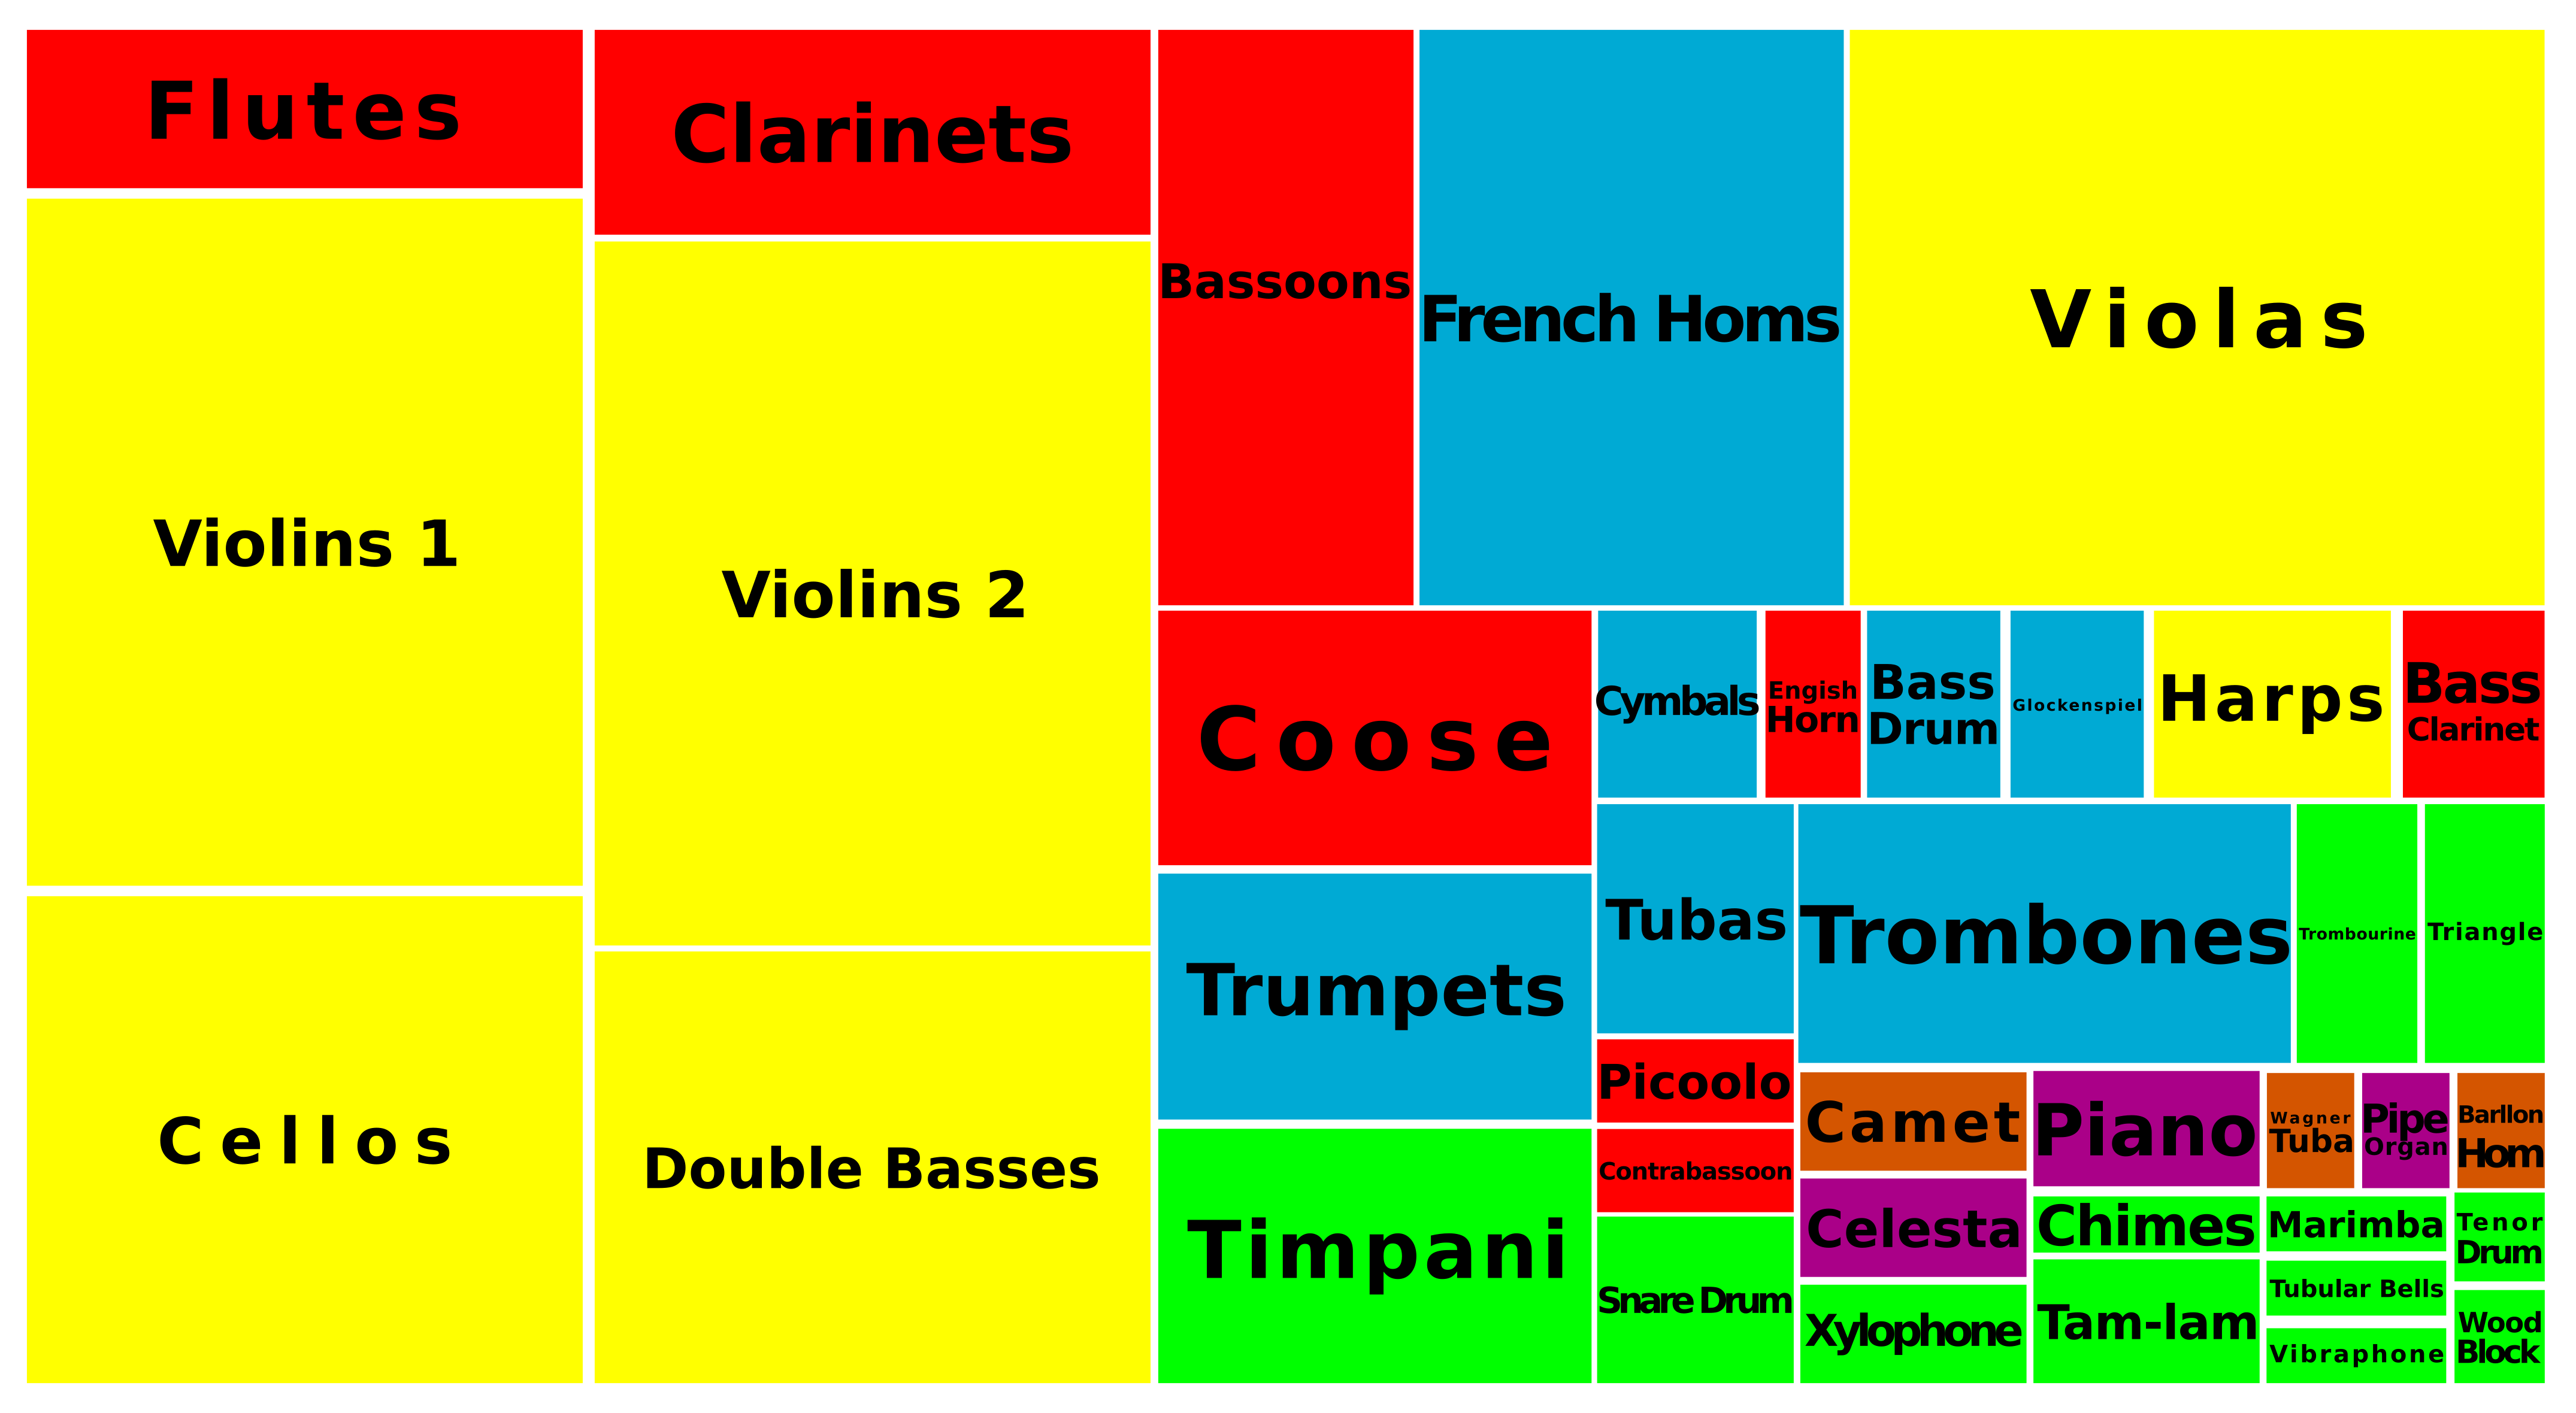 Flutes
Clarinets
Bassoons
French Homs
Violas
Violins 1
Violins 2
Coose
Cymbals
Engish
Horn
Bass
Drum
Glockenspiel
Harps
Bass
Clarinet
Trumpets
Tubas
Trombones
Trombourine
Triangle
Cellos
Double Basses
Timpani
Picoolo
Contrabassoon
Snare Drum
Camet
Piano
Wagner
Tuba
Pipe
Organ
Barllon
Hom
Celesta
Chimes
Marimba
Tenor
Drum
Xylophone
Tam-lam
Tubular Bells
Vibraphone
Wood
Block